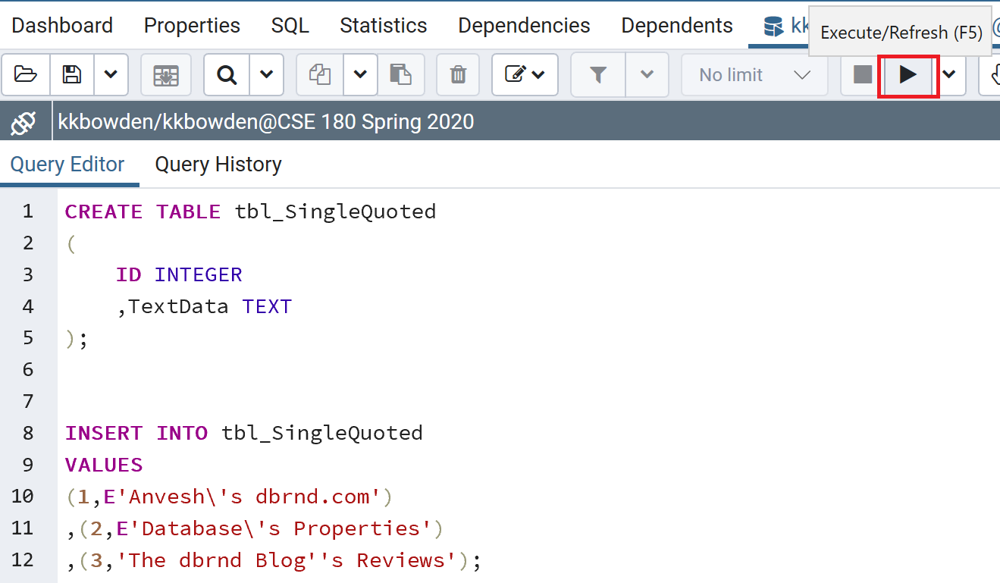 Dashboard Properties SQL Statistics Dependencies Dependents
Execute/Refresh (F5)
No limit
kkbowden/kkbowden@CSE 180 Spring 2020
Query Editor Query History
1 CREATE TABLE tbl_SingleQuoted
2 (
3 ID INTEGER
4 ,TextData TEXT
5 );
6
7
8 INSERT INTO tbl_SingleQuoted
9 VALUES
10 (1,E'Anvesh\'s dbrnd.com')
11 ,(2,E'Database\'s Properties')
12 ,(3,'The dbrnd Blog''s Reviews');